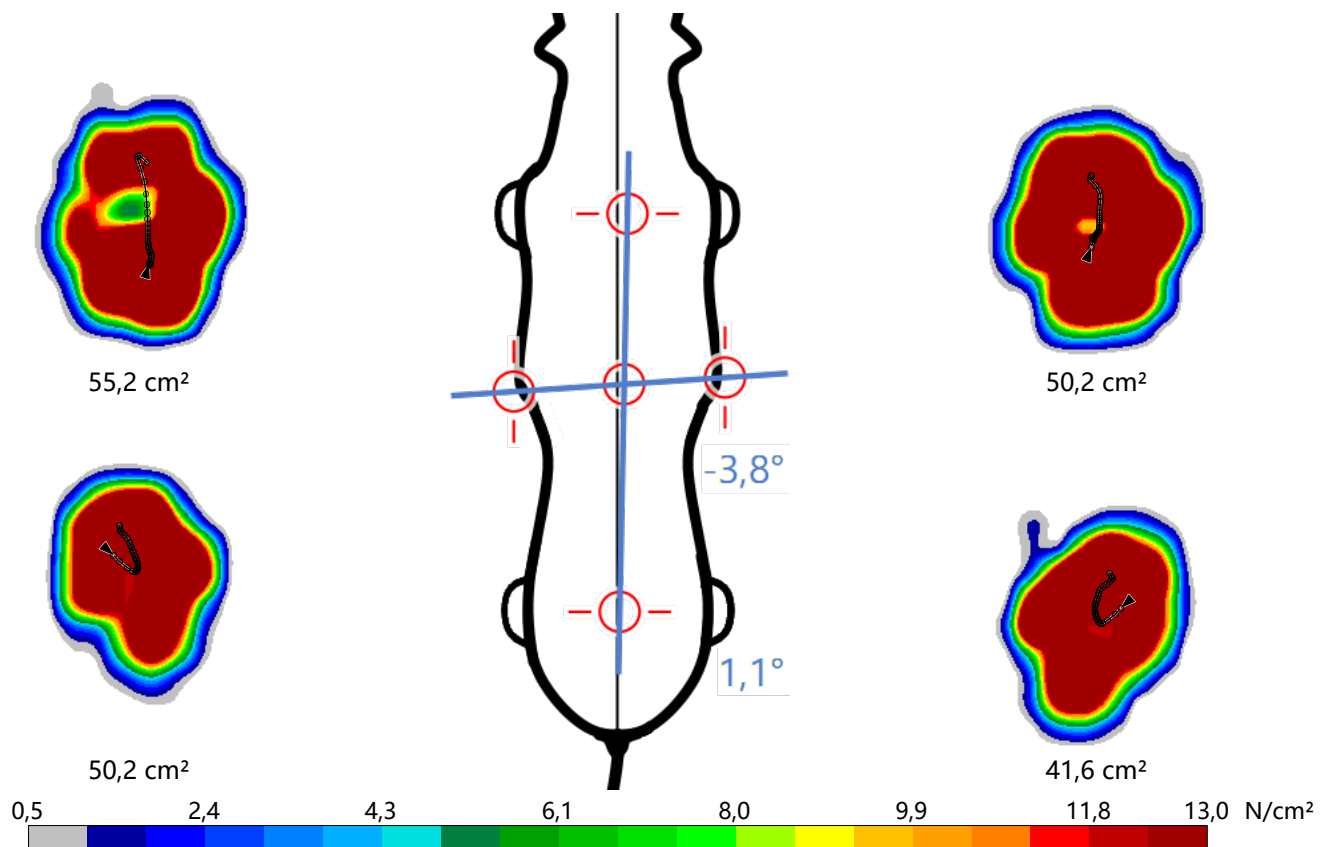 55,2 cm²
50,2 cm²
-3,8°
1,1°
50,2 cm²
41,6 cm²
0,5 2,4 4,3 6,1 8,0 9,9 11,8 13,0 N/cm²